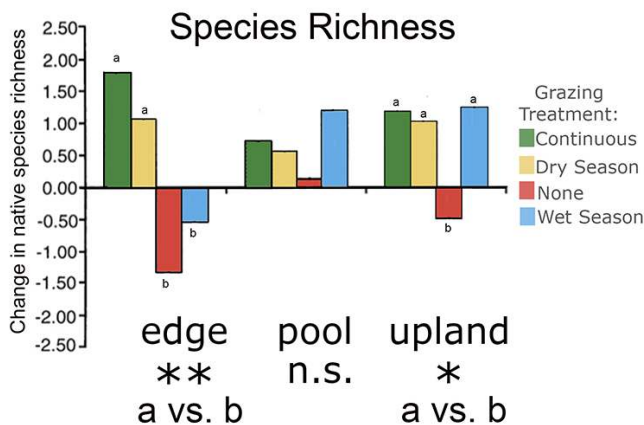 Species Richness
Change in native species richness
2.50
2.00
1.50
1.00
0.50
0.00
-0.50
-1.00
-1.50
-2.00
-2.50
a
a
b
b
a
a
b
a
Grazing
Treatment:
Continuous
Dry Season
None
Wet Season
edge pool upland
** n.s. *
a vs. b a vs. b